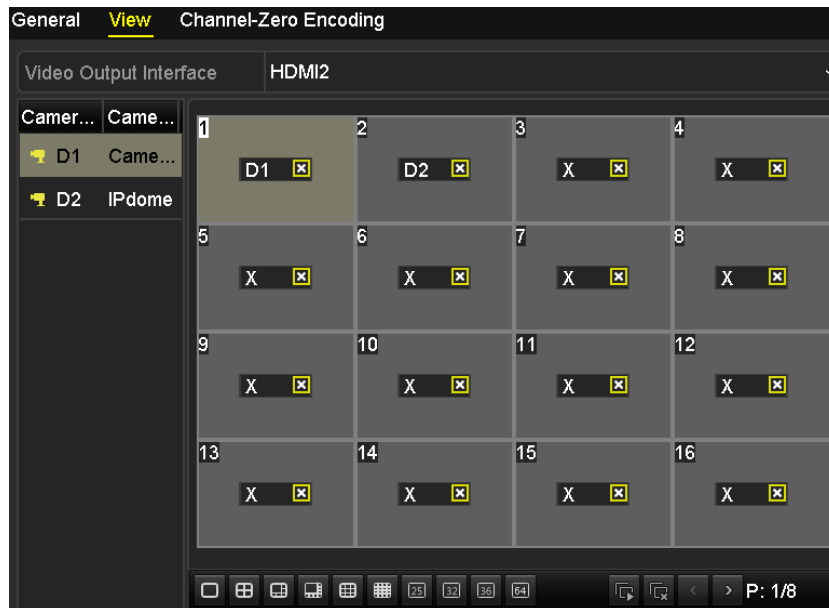 General View Channel-Zero Encoding
Video Output Interface HDMI2
Camer... Came...
D1 Came...
D2 IPdome
1 2 3 4
D1 D2 X X
5 6 7 8
X X X X
9 10 11 12
X X X X
13 14 15 16
X X X X
25 32 36 64 P: 1/8